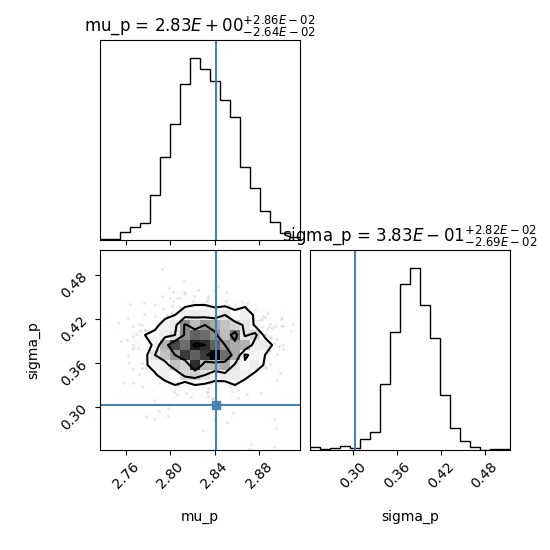 mu_p = 2.83E + 00+2.86E−02 −2.64E−02
sigma_p = 3.83E − 01+2.82E−02 −2.69E−02
0.48
0.42
0.36
0.30
sigma_p
2.76 2.80 2.84 2.88
0.30 0.36 0.42 0.48
mu_p
sigma_p